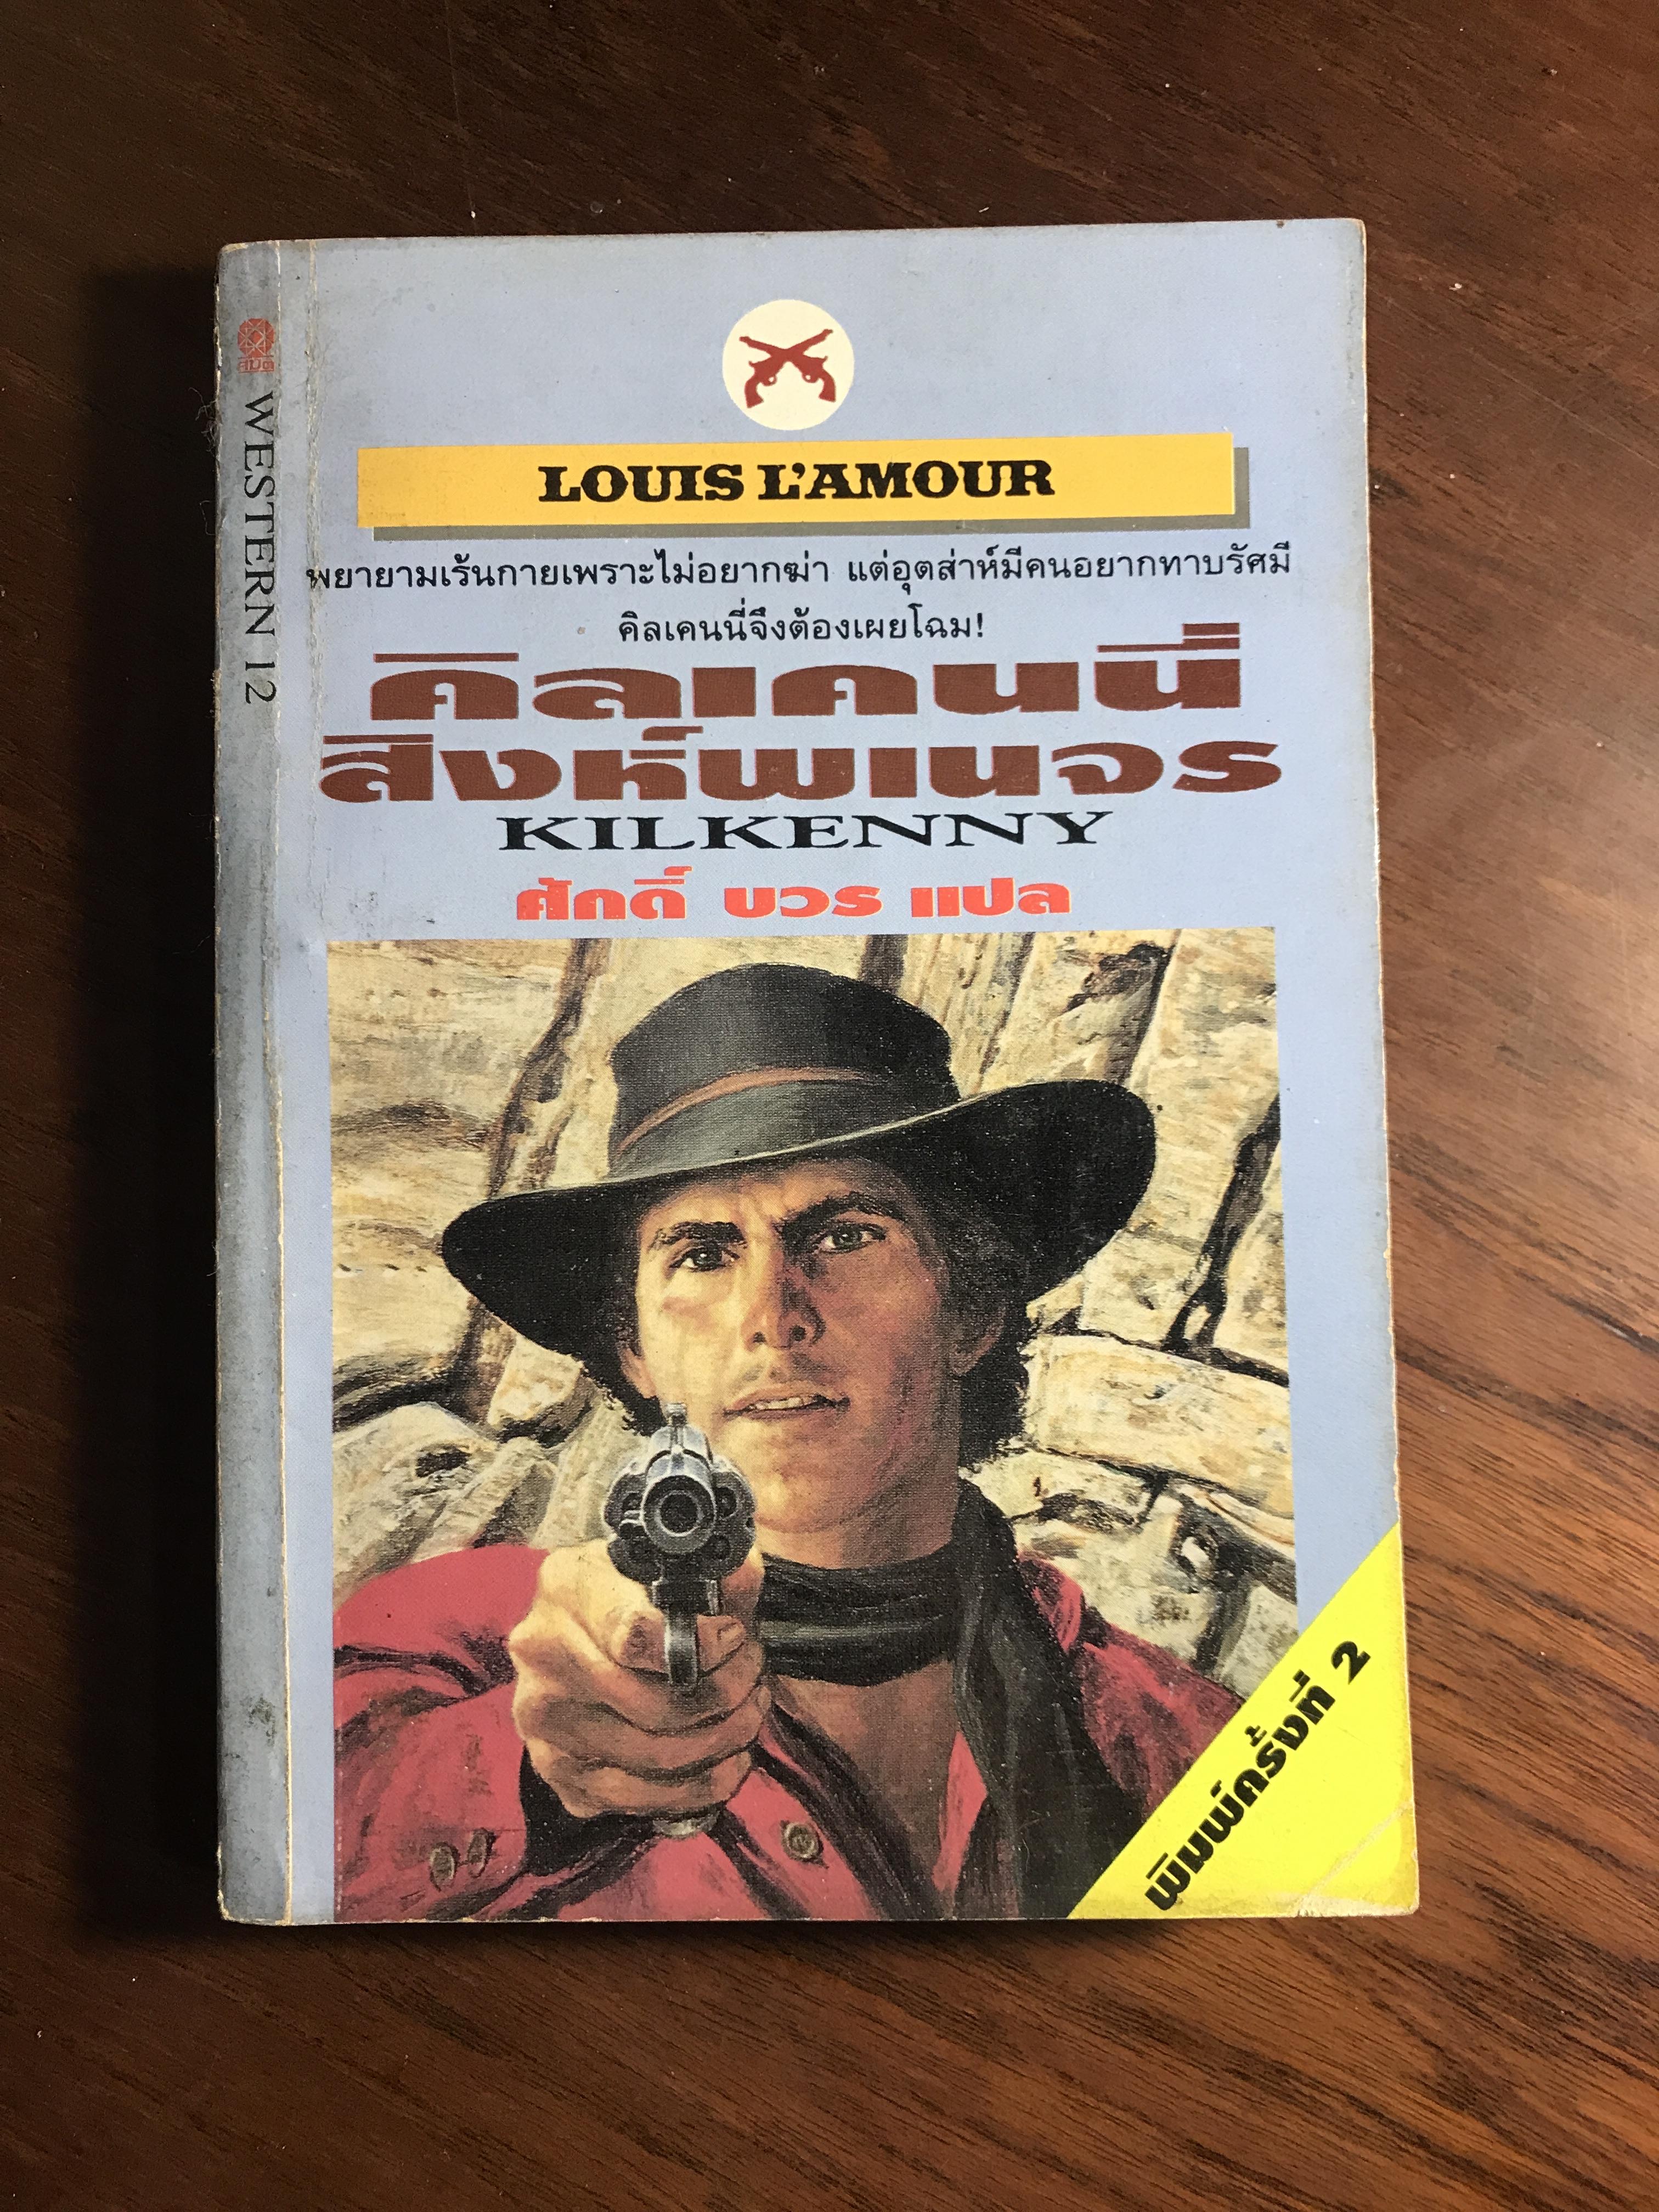 LOUIS L'AMOUR
พยายามเร้นกายเพราะไม่อยากฆ่า แต่อุตส่าห์มีคนอยากทาบรัศมี
คิลเคนนี่จึงต้องเผยโฉม!
คิลเคนนี่
สิงห์พเนจร
KILKENNY
ศักดิ์ บวร แปล
พิมพ์ครั้งที่ 2
WESTERN 12